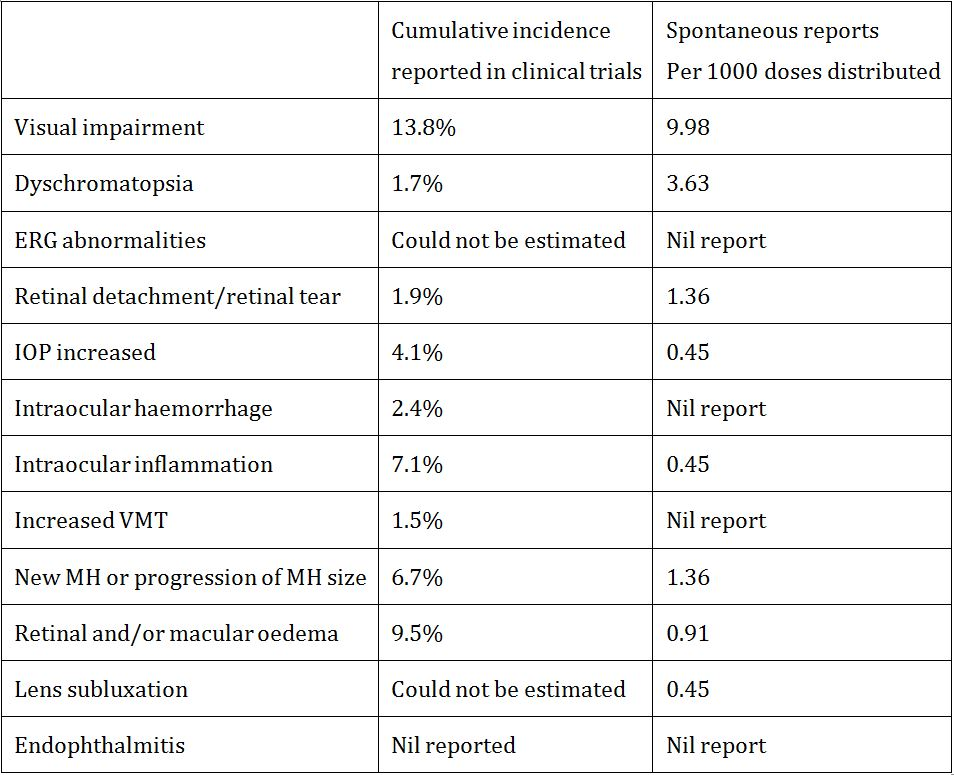 Cumulative incidence
reported in clinical trials
Spontaneous reports
Per 1000 doses distributed
Visual impairment 13.8% 9.98
Dyschromatopsia 1.7% 3.63
ERG abnormalities Could not be estimated Nil report
Retinal detachment/retinal tear 1.9% 1.36
IOP increased 4.1% 0.45
Intraocular haemorrhage 2.4% Nil report
Intraocular inflammation 7.1% 0.45
Increased VMT 1.5% Nil report
New MH or progression of MH size 6.7% 1.36
Retinal and/or macular oedema 9.5% 0.91
Lens subluxation Could not be estimated 0.45
Endophthalmitis Nil reported Nil report